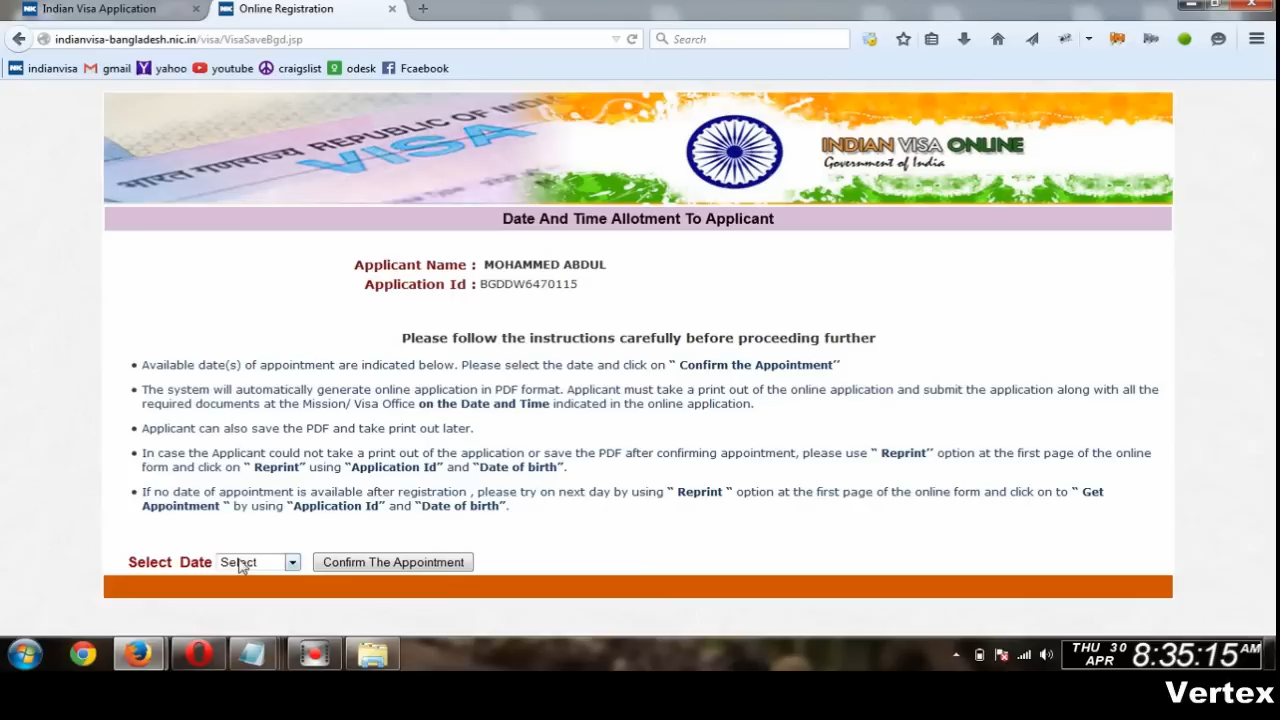 Indian Visa Application
Online Registration
indianvisa-bangladesh.nic.in/visa/VisaSaveBgd.jsp
Search
indianvisa gmail yahoo youtube craigslist odesk Fcaebook
भारत गणराज्य REPUBLIC OF INDIA
VISA
INDIAN VISA ONLINE
Government of India
Date And Time Allotment To Applicant
Applicant Name : MOHAMMED ABDUL
Application Id : BGDDW6470115
Please follow the instructions carefully before proceeding further
• Available date(s) of appointment are indicated below. Please select the date and click on “ Confirm the Appointment”
• The system will automatically generate online application in PDF format. Applicant must take a print out of the online application and submit the application along with all the
required documents at the Mission/ Visa Office on the Date and Time indicated in the online application.
• Applicant can also save the PDF and take print out later.
• In case the Applicant could not take a print out of the application or save the PDF after confirming appointment, please use “ Reprint” option at the first page of the online
form and click on “ Reprint” using “Application Id” and “Date of birth”.
• If no date of appointment is available after registration , please try on next day by using “ Reprint “ option at the first page of the online form and click on to “ Get
Appointment “ by using “Application Id” and “Date of birth”.
Select Date Select Confirm The Appointment
THU 30
APR
8:35:15 AM
Vertex